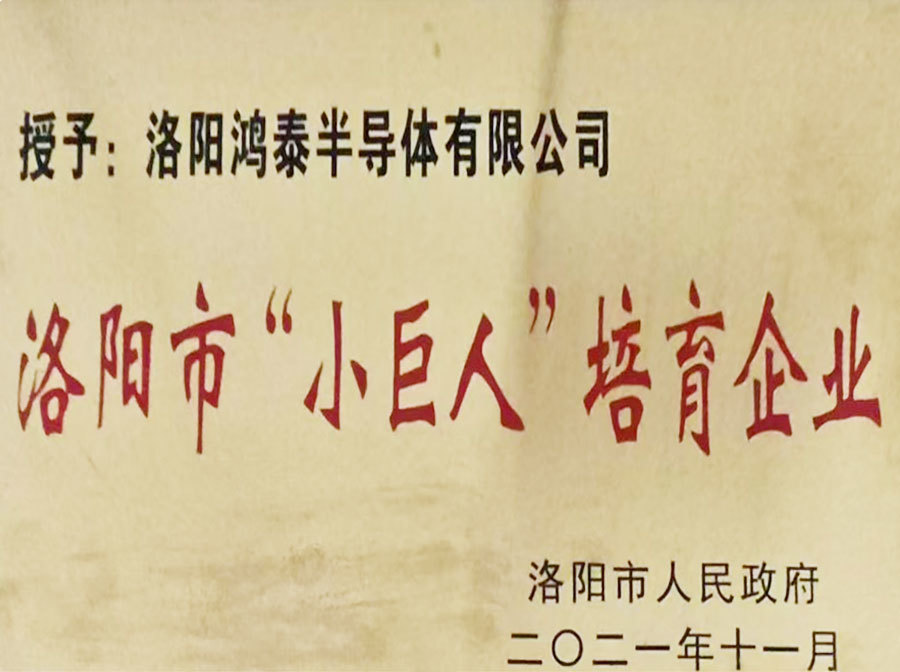 授予：洛阳鸿泰半导体有限公司
洛阳市“小巨人”培育企业
洛阳市人民政府
二〇二一年十一月